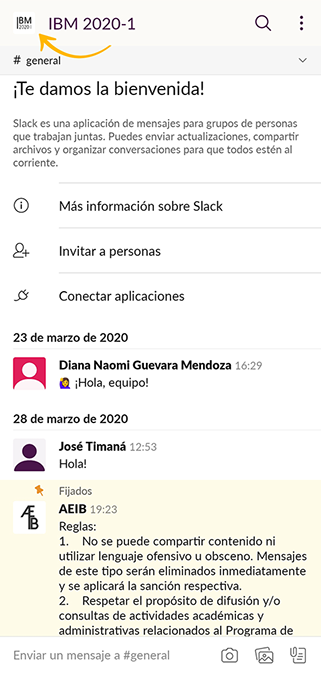 IBM
2020-1
IBM 2020-1
# general
¡Te damos la bienvenida!
Slack es una aplicación de mensajes para grupos de personas
que trabajan juntas. Puedes enviar actualizaciones, compartir
archivos y organizar conversaciones para que todos estén al
corriente.
Más información sobre Slack
Invitar a personas
Conectar aplicaciones
23 de marzo de 2020
Diana Naomi Guevara Mendoza 16:29
🙋‍♀️ ¡Hola, equipo!
28 de marzo de 2020
José Timaná 12:53
Hola!
Fijados
AEIB
AEIB 19:23
Reglas:
1. No se puede compartir contenido ni
utilizar lenguaje ofensivo u obsceno. Mensajes
de este tipo serán eliminados inmediatamente
y se aplicará la sanción respectiva.
2. Respetar el propósito de difusión y/o
consultas de actividades académicas y
administrativas relacionados al Programa de
Enviar un mensaje a #general